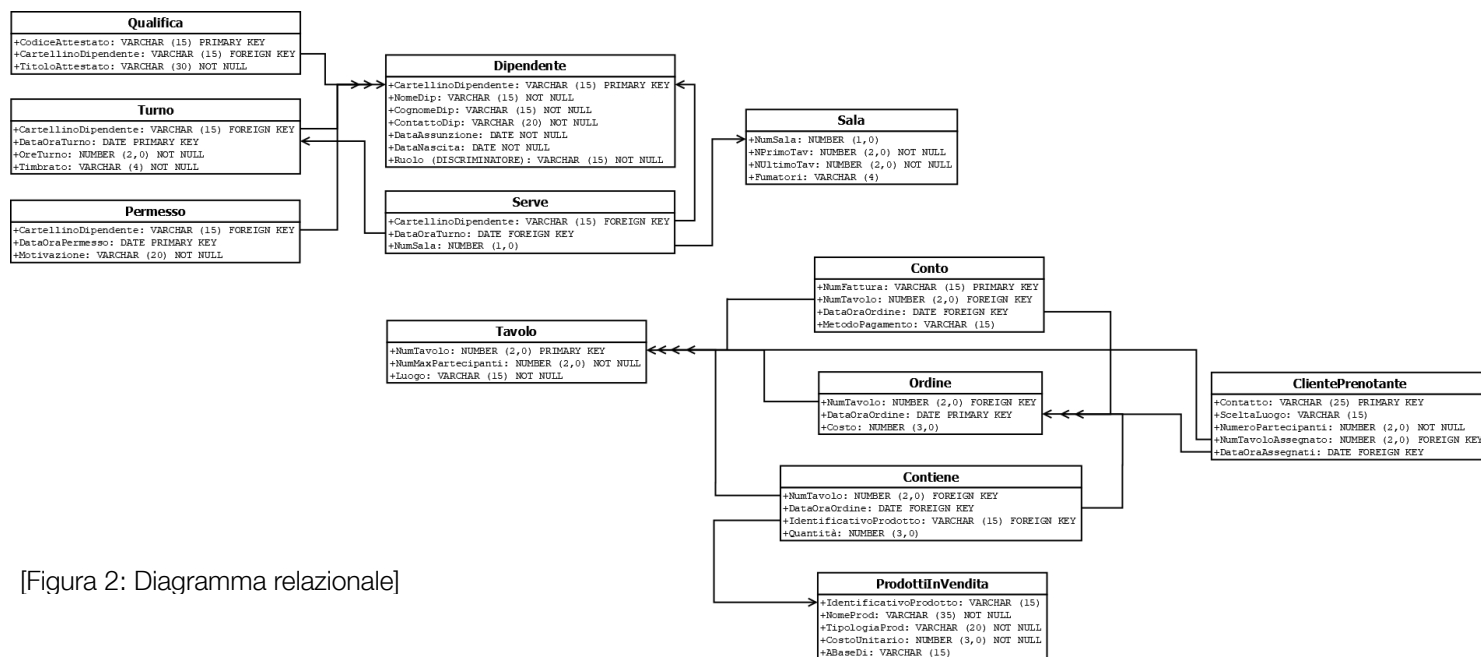 Qualifica
+CodiceAttestato: VARCHAR (15) PRIMARY KEY
+CartellinoDipendente: VARCHAR (15) FOREIGN KEY
+TitoloAttestato: VARCHAR (30) NOT NULL
Turno
+CartellinoDipendente: VARCHAR (15) FOREIGN KEY
+DataOraTurno: DATE PRIMARY KEY
+OreTurno: NUMBER (2,0) NOT NULL
+Timbrato: VARCHAR (4) NOT NULL
Permesso
+CartellinoDipendente: VARCHAR (15) FOREIGN KEY
+DataOraPermesso: DATE PRIMARY KEY
+Motivazione: VARCHAR (20) NOT NULL
Dipendente
+CartellinoDipendente: VARCHAR (15) PRIMARY KEY
+NomeDip: VARCHAR (15) NOT NULL
+CognomeDip: VARCHAR (15) NOT NULL
+ContattoDip: VARCHAR (20) NOT NULL
+DataAssunzione: DATE NOT NULL
+DataNascita: DATE NOT NULL
+Ruolo (DISCRIMINATORE): VARCHAR (15) NOT NULL
Serve
+CartellinoDipendente: VARCHAR (15) FOREIGN KEY
+DataOraTurno: DATE FOREIGN KEY
+NumSala: NUMBER (1,0)
Sala
+NumSala: NUMBER (1,0)
+NPrimoTav: NUMBER (2,0) NOT NULL
+NUltimoTav: NUMBER (2,0) NOT NULL
+Fumatori: VARCHAR (4)
Conto
+NumFattura: VARCHAR (15) PRIMARY KEY
+NumTavolo: NUMBER (2,0) FOREIGN KEY
+DataOraOrdine: DATE FOREIGN KEY
+MetodoPagamento: VARCHAR (15)
Tavolo
+NumTavolo: NUMBER (2,0) PRIMARY KEY
+NumMaxPartecipanti: NUMBER (2,0) NOT NULL
+Luogo: VARCHAR (15) NOT NULL
Ordine
+NumTavolo: NUMBER (2,0) FOREIGN KEY
+DataOraOrdine: DATE PRIMARY KEY
+Costo: NUMBER (3,0)
ClientePrenotante
+Contatto: VARCHAR (25) PRIMARY KEY
+SceltaLuogo: VARCHAR (15)
+NumeroPartecipanti: NUMBER (2,0) NOT NULL
+NumTavoloAssegnato: NUMBER (2,0) FOREIGN KEY
+DataOraAssegnati: DATE FOREIGN KEY
Contiene
+NumTavolo: NUMBER (2,0) FOREIGN KEY
+DataOraOrdine: DATE FOREIGN KEY
+IdentificativoProdotto: VARCHAR (15) FOREIGN KEY
+Quantità: NUMBER (3,0)
[Figura 2: Diagramma relazionale]
ProdottiInVendita
+IdentificativoProdotto: VARCHAR (15)
+NomeProd: VARCHAR (35) NOT NULL
+TipologiaProd: VARCHAR (20) NOT NULL
+CostoUnitario: NUMBER (3,0) NOT NULL
+ABaseDi: VARCHAR (15)